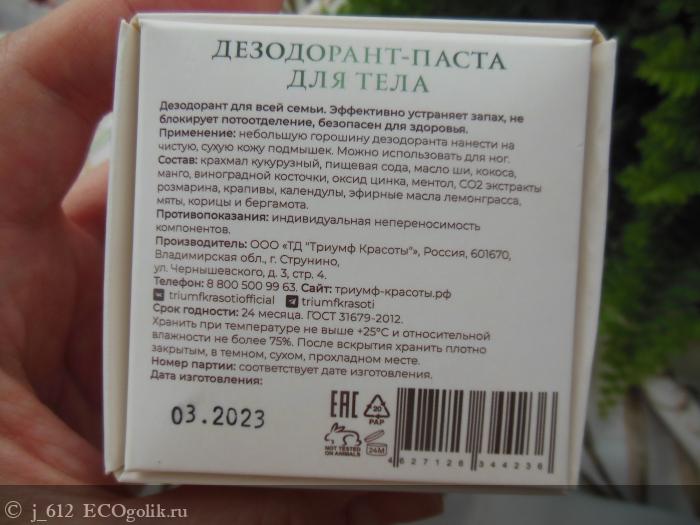 ДЕЗОДОРАНТ-ПАСТА
ДЛЯ ТЕЛА
Дезодорант для всей семьи. Эффективно устраняет запах, не
блокирует потоотделение, безопасен для здоровья.
Применение: небольшую горошину дезодоранта нанести на
чистую, сухую кожу подмышек. Можно использовать для ног.
Состав: крахмал кукурузный, пищевая сода, масло ши, кокоса,
манго, виноградной косточки, оксид цинка, ментол, СО2 экстракты
розмарина, крапивы, календулы, эфирные масла лемонграсса,
мяты, корицы и бергамота.
Противопоказания: индивидуальная непереносимость
компонентов.
Производитель: ООО «ТД "Триумф Красоты"», Россия, 601670,
Владимирская обл., г. Струнино,
ул. Чернышевского, д. 3, стр. 4.
Телефон: 8 800 500 99 63. Сайт: триумф-красоты.рф
triumfkrasotiofficial triumfkrasoti
Срок годности: 24 месяца. ГОСТ 31679-2012.
Хранить при температуре не выше +25°С и относительной
влажности не более 75%. После вскрытия хранить плотно
закрытым, в темном, сухом, прохладном месте.
Номер партии: соответствует дате изготовления.
Дата изготовления:
03.2023
EAC
20
PAP
NOT TESTED
ON ANIMALS
24M
4 627128 344236
© j_612 ECOgolik.ru